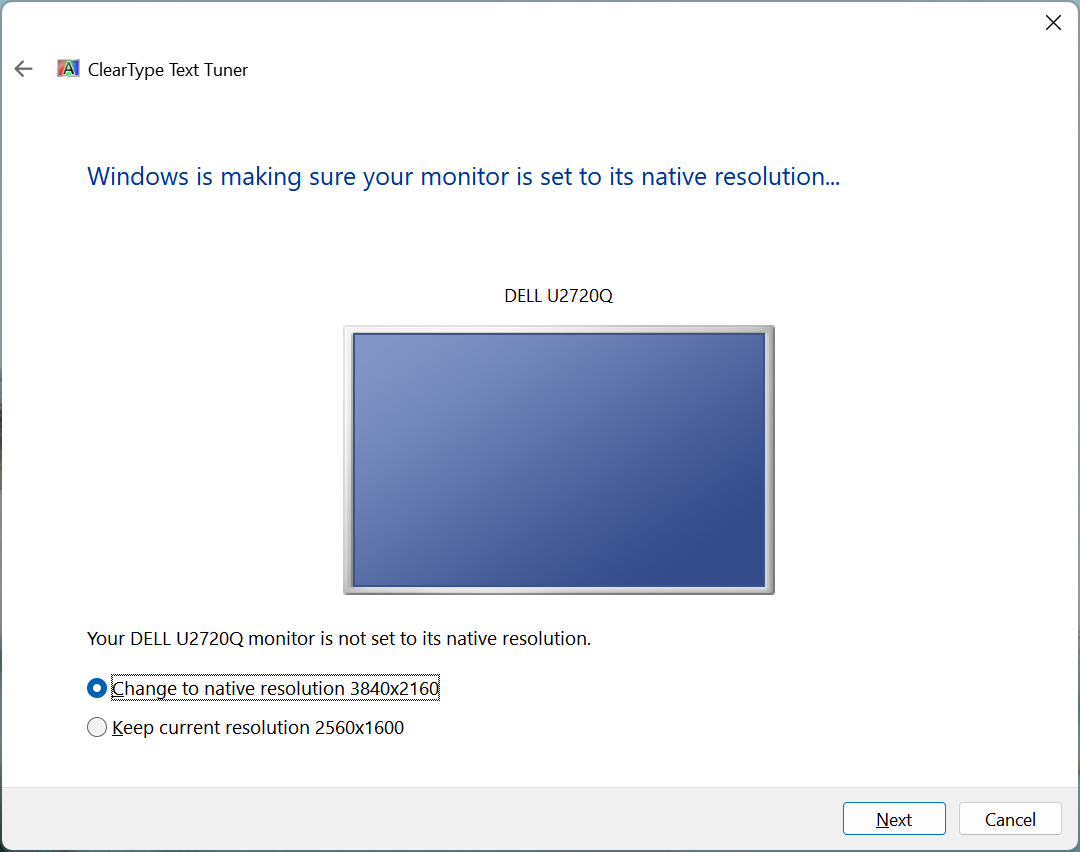 ClearType Text Tuner
Windows is making sure your monitor is set to its native resolution...
DELL U2720Q
Your DELL U2720Q monitor is not set to its native resolution.
Change to native resolution 3840x2160
Keep current resolution 2560x1600
Next
Cancel